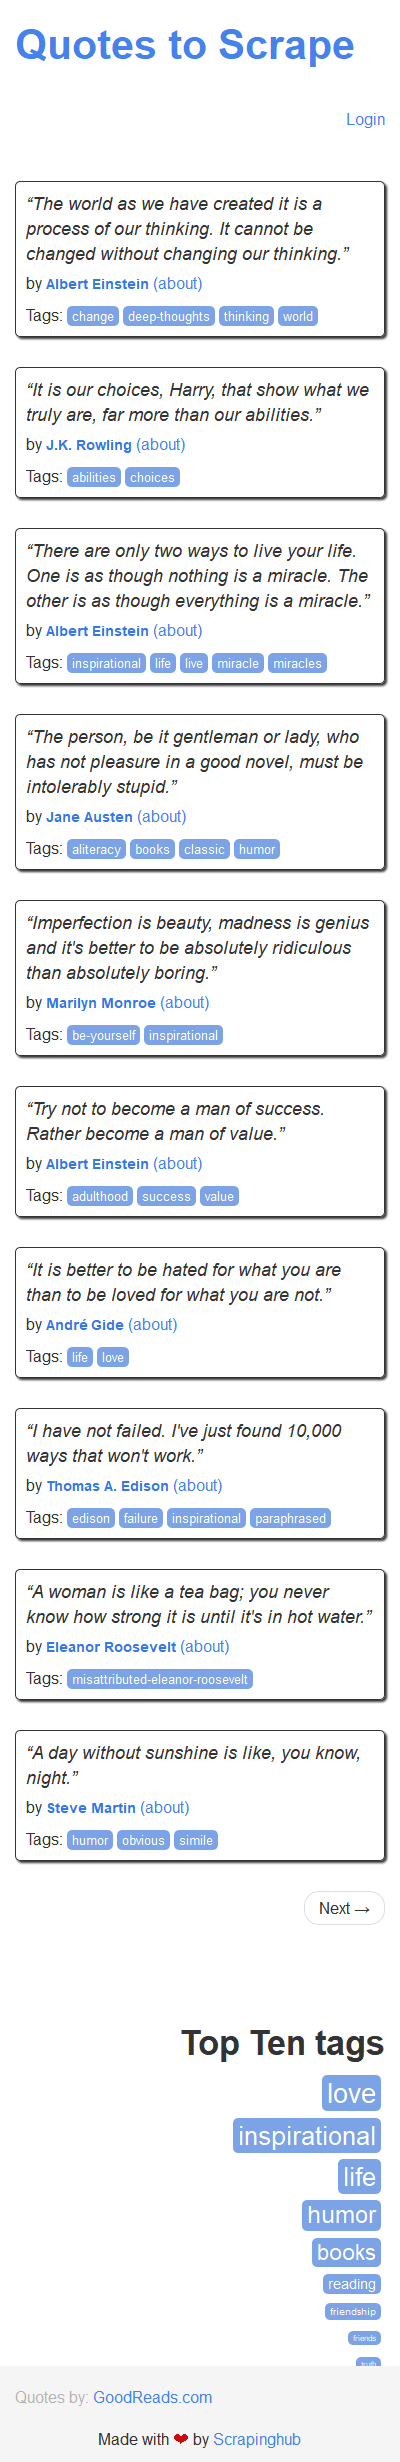 Quotes to Scrape
Login
“The world as we have created it is a
process of our thinking. It cannot be
changed without changing our thinking.”
by Albert Einstein (about)
Tags: change deep-thoughts thinking world
“It is our choices, Harry, that show what we
truly are, far more than our abilities.”
by J.K. Rowling (about)
Tags: abilities choices
“There are only two ways to live your life.
One is as though nothing is a miracle. The
other is as though everything is a miracle.”
by Albert Einstein (about)
Tags: inspirational life live miracle miracles
“The person, be it gentleman or lady, who
has not pleasure in a good novel, must be
intolerably stupid.”
by Jane Austen (about)
Tags: aliteracy books classic humor
“Imperfection is beauty, madness is genius
and it's better to be absolutely ridiculous
than absolutely boring.”
by Marilyn Monroe (about)
Tags: be-yourself inspirational
“Try not to become a man of success.
Rather become a man of value.”
by Albert Einstein (about)
Tags: adulthood success value
“It is better to be hated for what you are
than to be loved for what you are not.”
by André Gide (about)
Tags: life love
“I have not failed. I've just found 10,000
ways that won't work.”
by Thomas A. Edison (about)
Tags: edison failure inspirational paraphrased
“A woman is like a tea bag; you never
know how strong it is until it's in hot water.”
by Eleanor Roosevelt (about)
Tags: misattributed-eleanor-roosevelt
“A day without sunshine is like, you know,
night.”
by Steve Martin (about)
Tags: humor obvious simile
Next →
Top Ten tags
love
inspirational
life
humor
books
reading
friendship
friends
truth
Quotes by: GoodReads.com
Made with ❤ by Scrapinghub